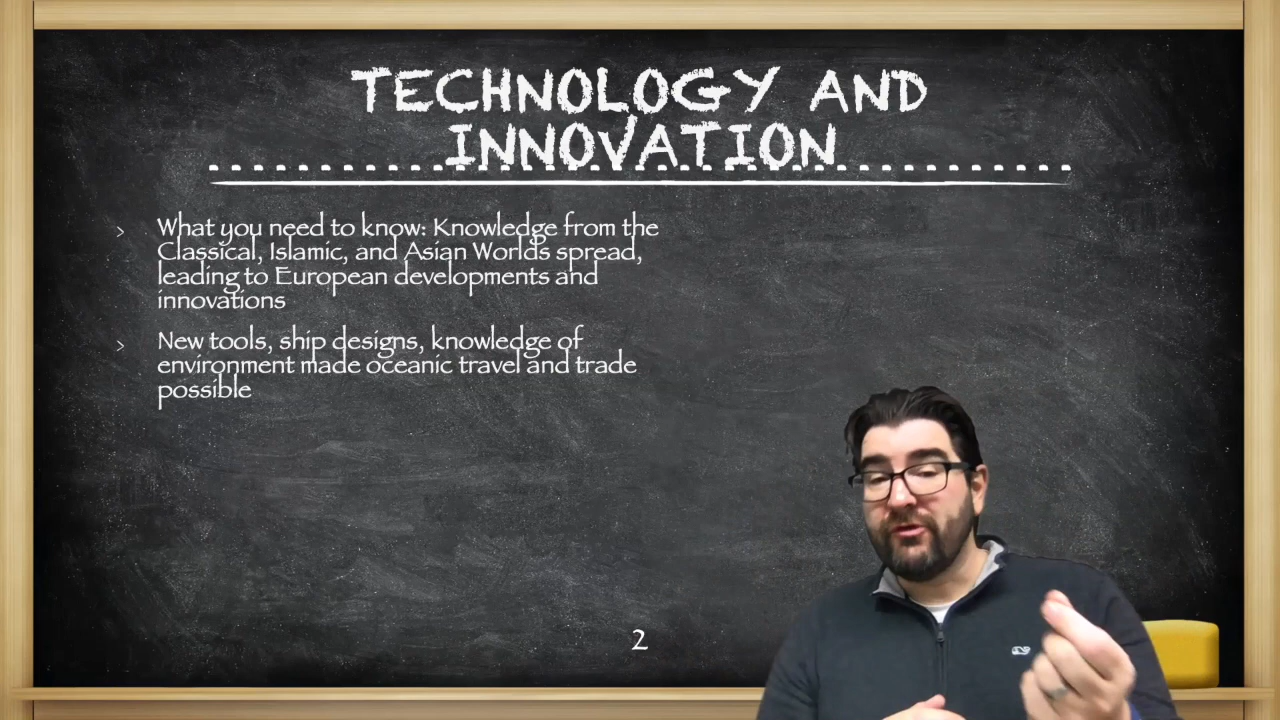 TECHNOLOGY AND
INNOVATION
> What you need to know: Knowledge from the
Classical, Islamic, and Asian Worlds spread,
leading to European developments and
innovations
> New tools, ship designs, knowledge of
environment made oceanic travel and trade
possible
2